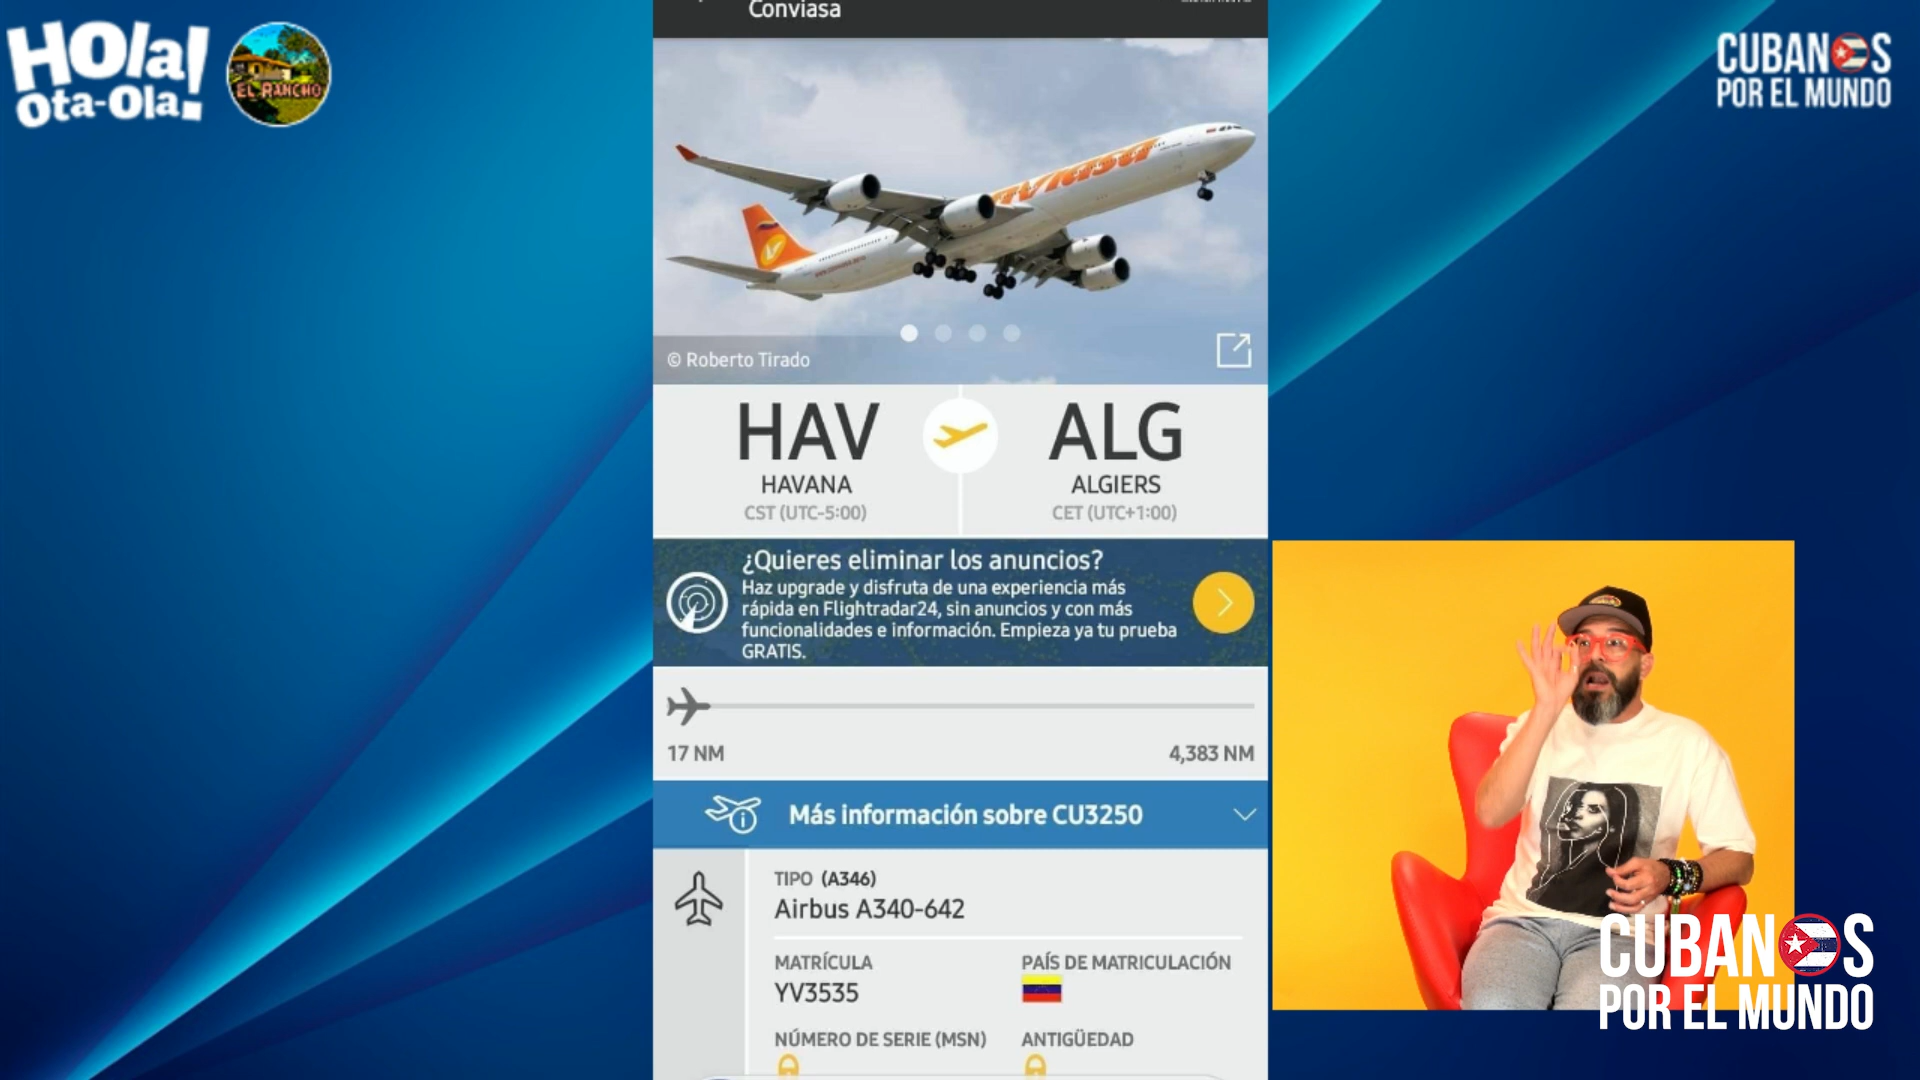 HOla!
Ota-Ola!
EL RANCHO
Conviasa
CUBANOS
POR EL MUNDO
© Roberto Tirado
HAV
ALG
HAVANA
ALGIERS
CST (UTC-5:00)
CET (UTC+1:00)
¿Quieres eliminar los anuncios?
Haz upgrade y disfruta de una experiencia más
rápida en Flightradar24, sin anuncios y con más
funcionalidades e información. Empieza ya tu prueba
GRATIS.
17 NM
4,383 NM
Más información sobre CU3250
TIPO (A346)
Airbus A340-642
MATRÍCULA
PAÍS DE MATRICULACIÓN
YV3535
NÚMERO DE SERIE (MSN)
ANTIGÜEDAD
CUBANOS
POR EL MUNDO